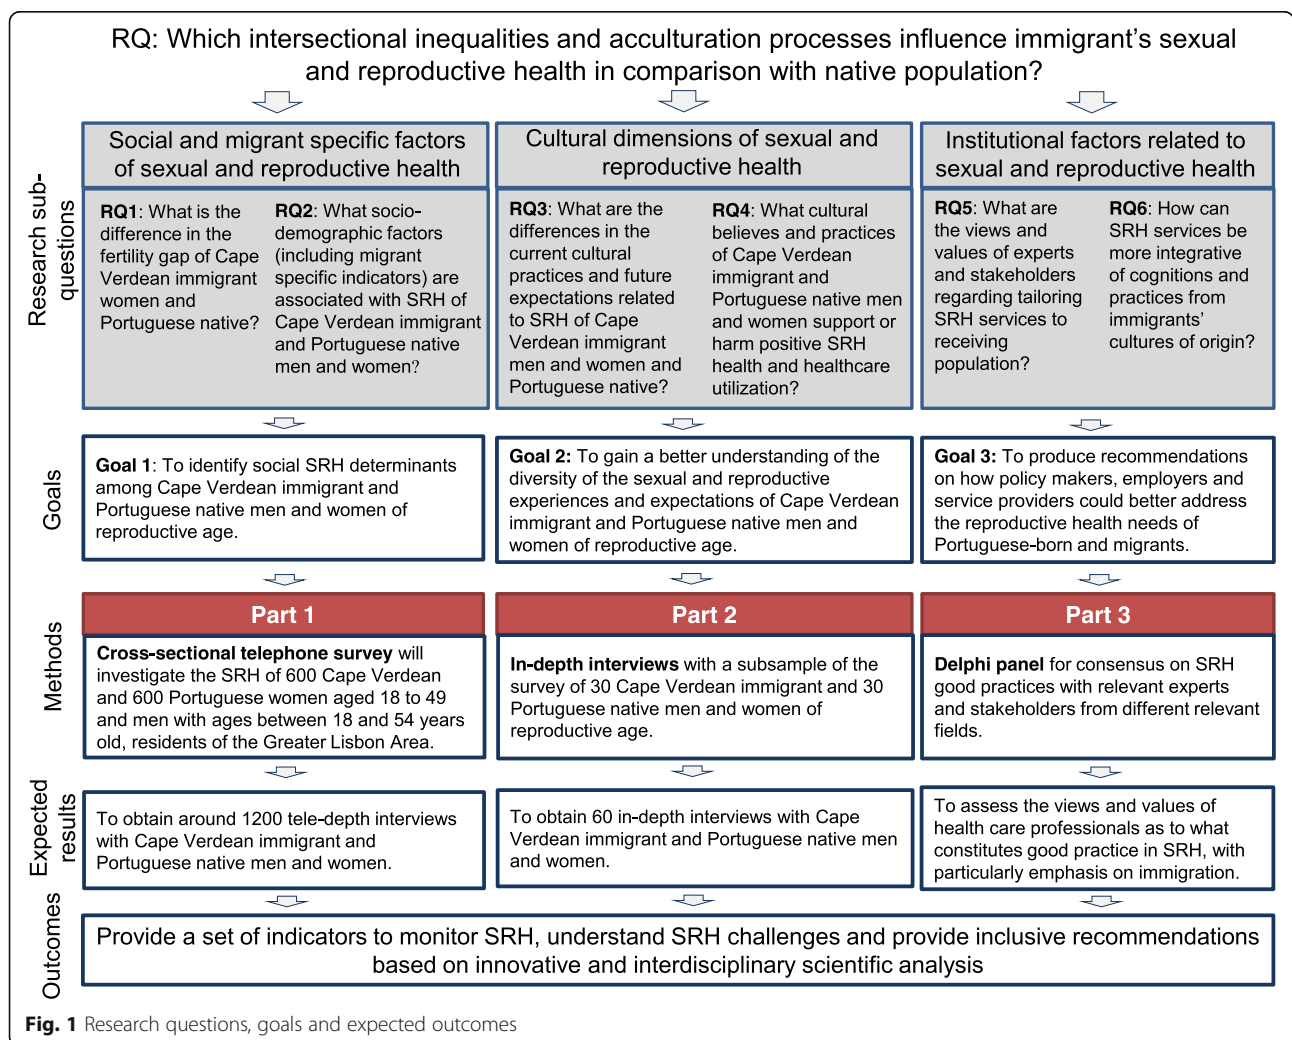 RQ: Which intersectional inequalities and acculturation processes influence immigrant's sexual
and reproductive health in comparison with native population?
Research sub-
questions
Social and migrant specific factors
of sexual and reproductive health
RQ1: What is the
difference in the
fertility gap of Cape
Verdean immigrant
women and
Portuguese native?
RQ2: What socio-
demographic factors
(including migrant
specific indicators) are
associated with SRH of
Cape Verdean immigrant
and Portuguese native
men and women?
Cultural dimensions of sexual and
reproductive health
RQ3: What are the
differences in the
current cultural
practices and future
expectations related
to SRH of Cape
Verdean immigrant
men and women and
Portuguese native?
RQ4: What cultural
believes and practices
of Cape Verdean
immigrant and
Portuguese native men
and women support or
harm positive SRH
health and healthcare
utilization?
Institutional factors related to
sexual and reproductive health
RQ5: What are
the views and
values of experts
and stakeholders
regarding tailoring
SRH services to
receiving
population?
RQ6: How can
SRH services be
more integrative
of cognitions and
practices from
immigrants'
cultures of origin?
Goals
Goal 1: To identify social SRH determinants
among Cape Verdean immigrant and
Portuguese native men and women of
reproductive age.
Goal 2: To gain a better understanding of the
diversity of the sexual and reproductive
experiences and expectations of Cape Verdean
immigrant and Portuguese native men and
women of reproductive age.
Goal 3: To produce recommendations
on how policy makers, employers and
service providers could better address
the reproductive health needs of
Portuguese-born and migrants.
Methods
Part 1
Cross-sectional telephone survey will
investigate the SRH of 600 Cape Verdean
and 600 Portuguese women aged 18 to 49
and men with ages between 18 and 54 years
old, residents of the Greater Lisbon Area.
Part 2
In-depth interviews with a subsample of the
survey of 30 Cape Verdean immigrant and 30
Portuguese native men and women of
reproductive age.
Part 3
Delphi panel for consensus on SRH
good practices with relevant experts
and stakeholders from different relevant
fields.
Expected
results
To obtain around 1200 tele-depth interviews
with Cape Verdean immigrant and
Portuguese native men and women.
To obtain 60 in-depth interviews with Cape
Verdean immigrant and Portuguese native men
and women.
To assess the views and values of
health care professionals as to what
constitutes good practice in SRH, with
particularly emphasis on immigration.
Outcomes
Provide a set of indicators to monitor SRH, understand SRH challenges and provide inclusive recommendations
based on innovative and interdisciplinary scientific analysis
Fig. 1 Research questions, goals and expected outcomes